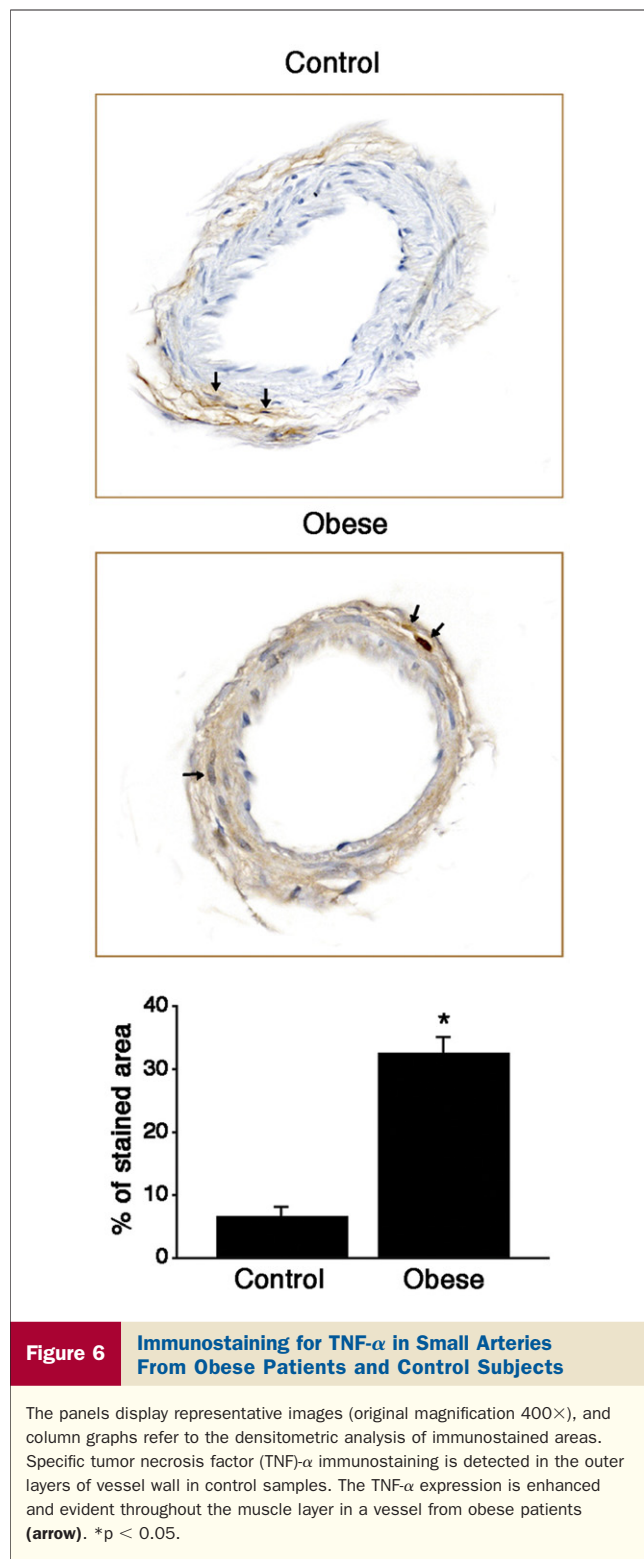 Control
Obese
40
30
20
10
0
% of stained area
*
Control
Obese
Figure 6
Immunostaining for TNF-α in Small Arteries
From Obese Patients and Control Subjects
The panels display representative images (original magnification 400×), and
column graphs refer to the densitometric analysis of immunostained areas.
Specific tumor necrosis factor (TNF)-α immunostaining is detected in the outer
layers of vessel wall in control samples. The TNF-α expression is enhanced
and evident throughout the muscle layer in a vessel from obese patients
(arrow). *p < 0.05.